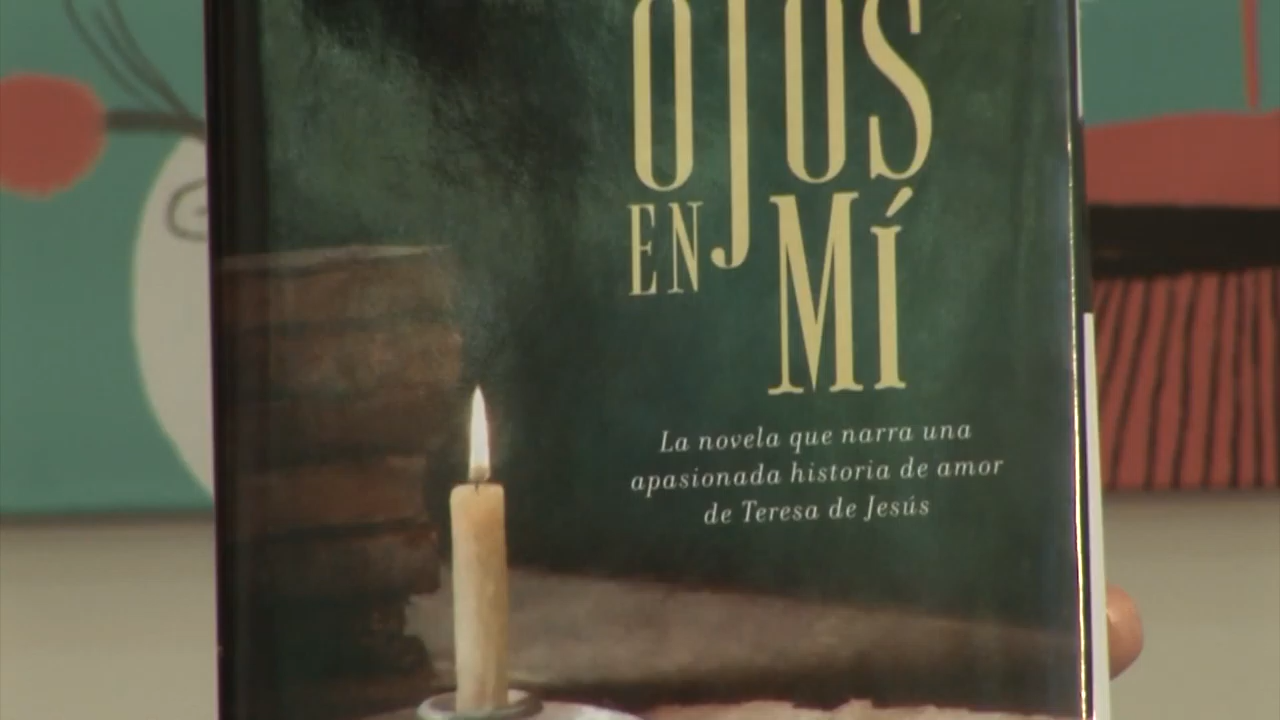 OJOS
EN
MÍ
La novela que narra una
apasionada historia de amor
de Teresa de Jesús